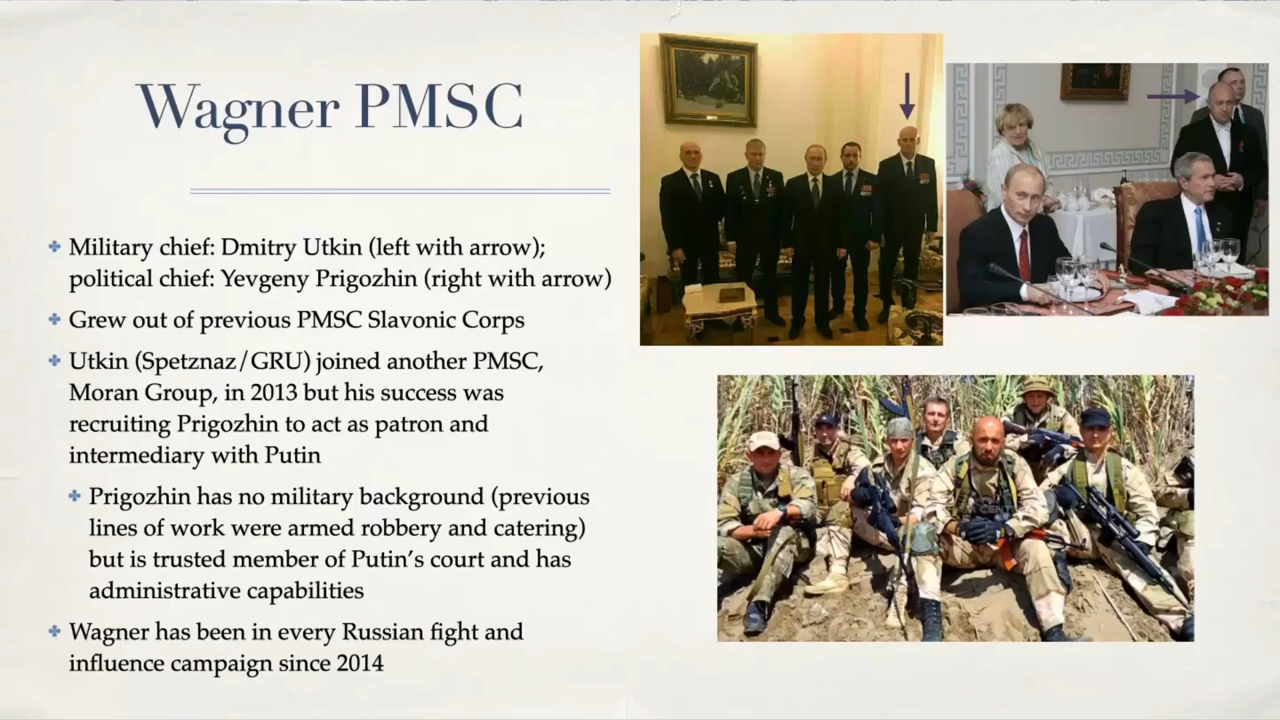 Wagner PMSC
Military chief: Dmitry Utkin (left with arrow);
political chief: Yevgeny Prigozhin (right with arrow)
Grew out of previous PMSC Slavonic Corps
Utkin (Spetznaz/GRU) joined another PMSC,
Moran Group, in 2013 but his success was
recruiting Prigozhin to act as patron and
intermediary with Putin
Prigozhin has no military background (previous
lines of work were armed robbery and catering)
but is trusted member of Putin's court and has
administrative capabilities
Wagner has been in every Russian fight and
influence campaign since 2014